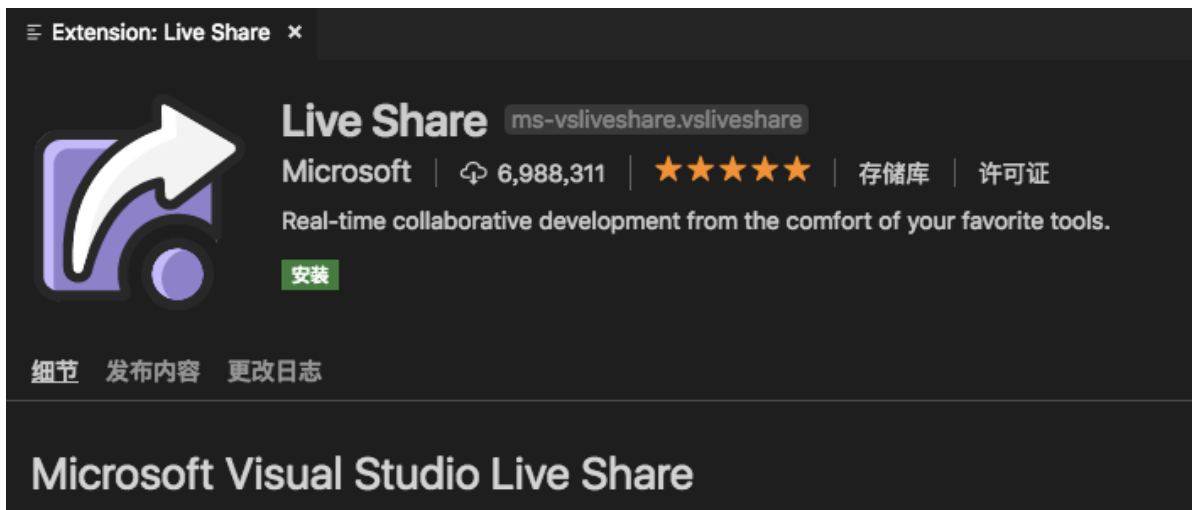 Extension: Live Share ×
Live Share ms-vsliveshare.vsliveshare
Microsoft 6,988,311 ★★★★★ 存储库 许可证
Real-time collaborative development from the comfort of your favorite tools.
安装
细节 发布内容 更改日志
Microsoft Visual Studio Live Share